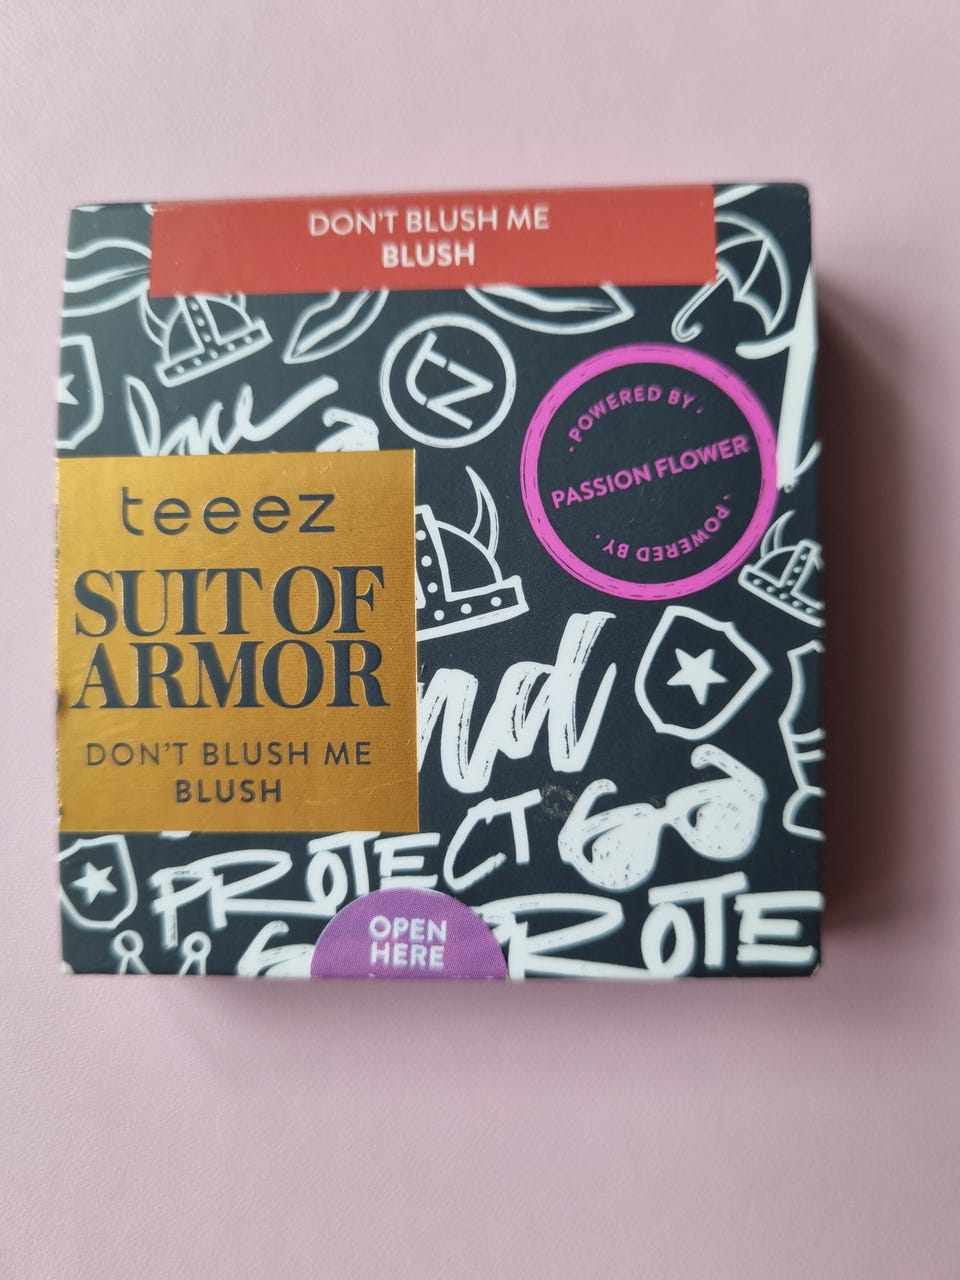 DON'T BLUSH ME
BLUSH
· POWERED BY ·
PASSION FLOWER
· POWERED BY ·
teeez
SUIT OF
ARMOR
DON'T BLUSH ME
BLUSH
PROTECT
PROTE
OPEN
HERE